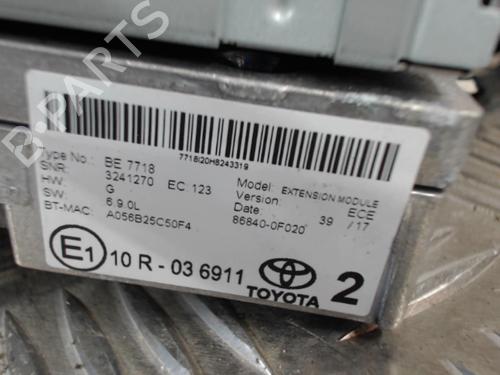 B-PARTS
7718I20H8243319
Type No.: BE 7718
SNR: 3241270 EC 123
HW: G
SW: 6.9.0L
BT-MAC: A056B25C50F4
Model: EXTENSION MODULE
Version: ECE
Date: 39 / 17
86840-0F020
E1 10 R - 03 6911
TOYOTA
2